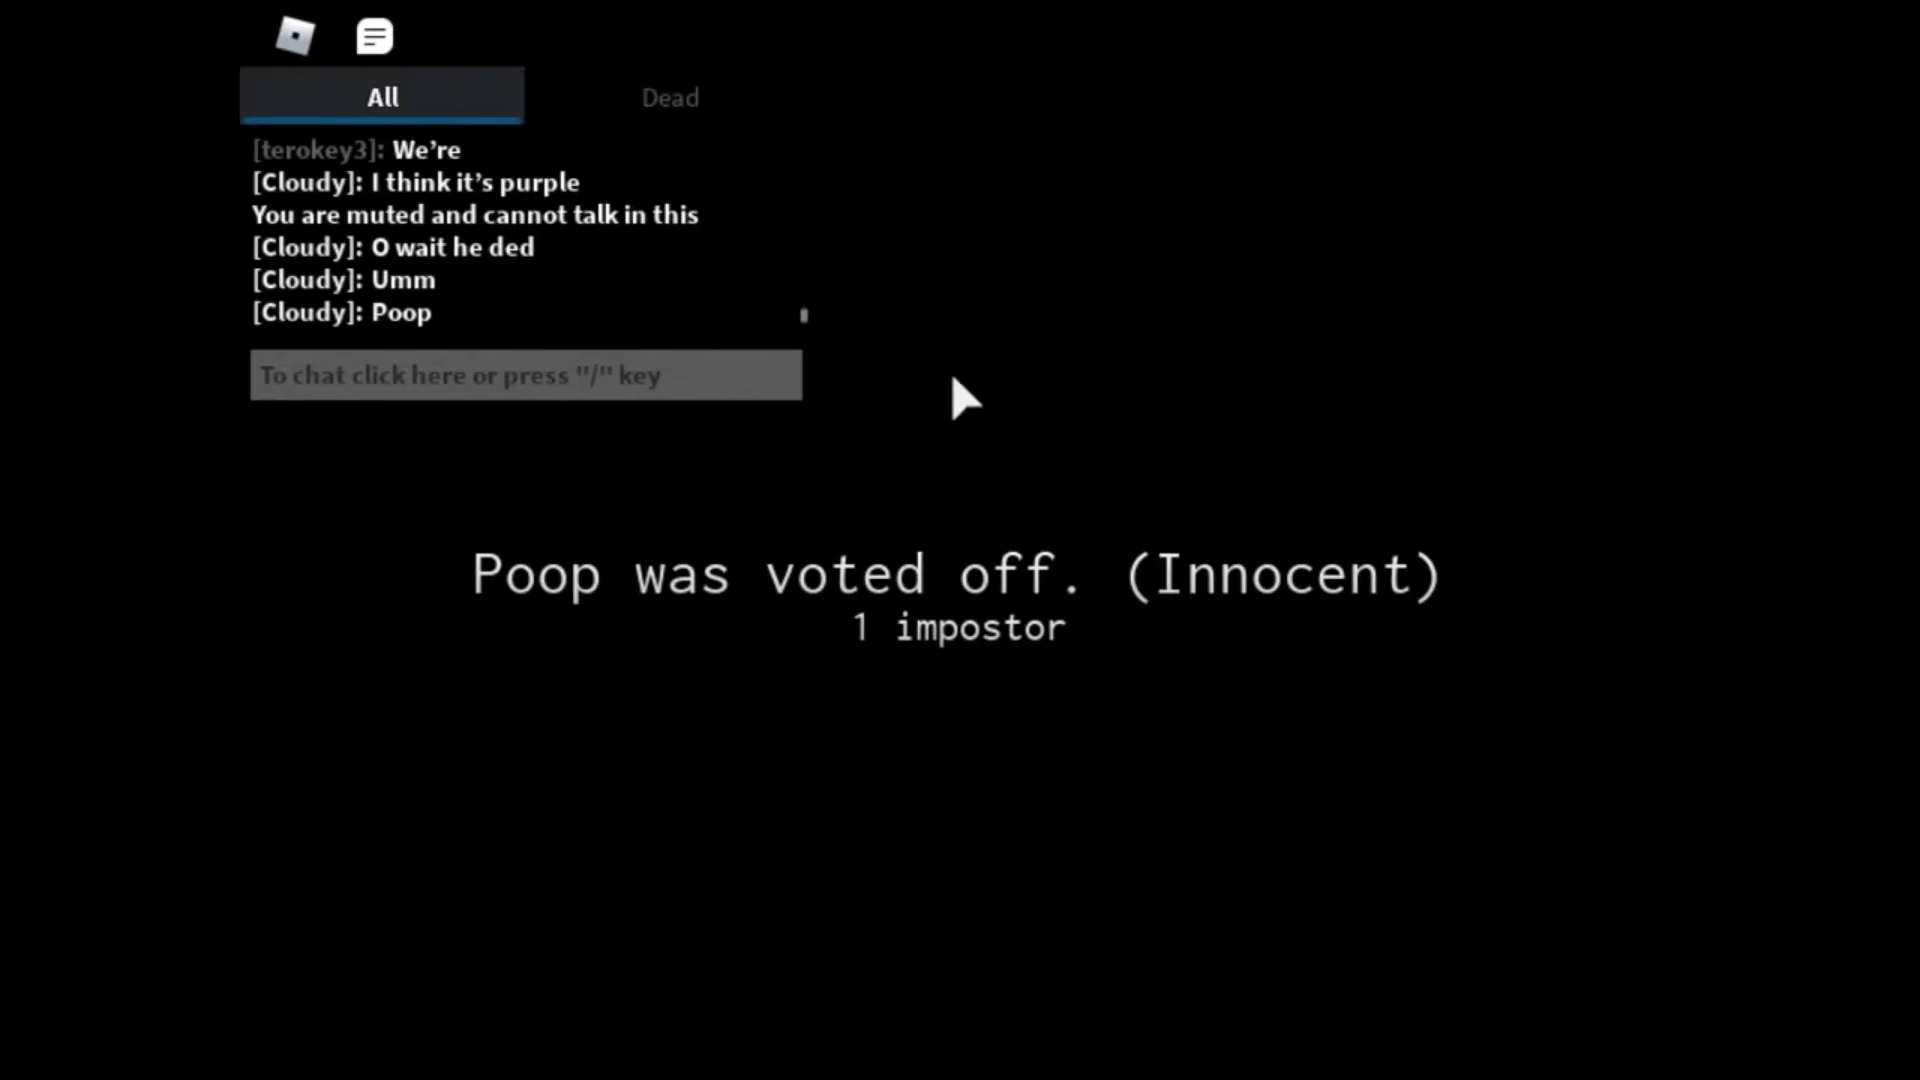 All
Dead
[terokey3]: We’re
[Cloudy]: I think it’s purple
You are muted and cannot talk in this
[Cloudy]: O wait he ded
[Cloudy]: Umm
[Cloudy]: Poop
To chat click here or press "/" key
Poop was voted off. (Innocent)
1 impostor